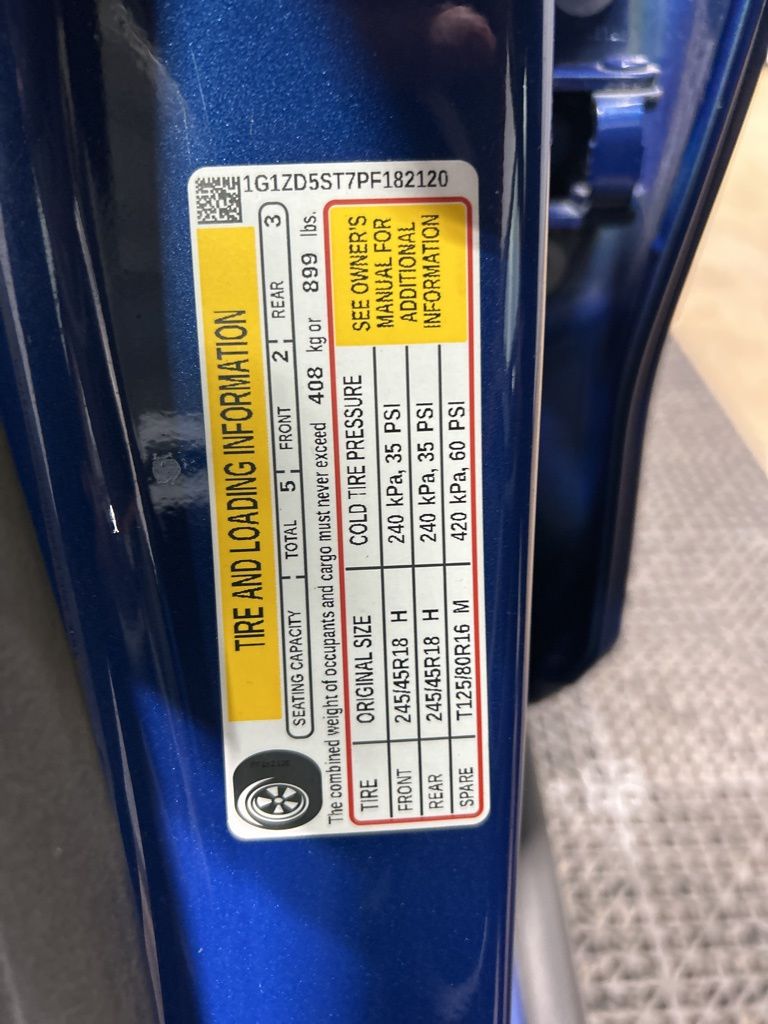 1G1ZD5ST7PF182120
TIRE AND LOADING INFORMATION
SEATING CAPACITY TOTAL 5 FRONT 2 REAR 3
The combined weight of occupants and cargo must never exceed 408 kg or 899 lbs.
TIRE ORIGINAL SIZE COLD TIRE PRESSURE
FRONT 245/45R18 H 240 kPa, 35 PSI
REAR 245/45R18 H 240 kPa, 35 PSI
SPARE T125/80R16 M 420 kPa, 60 PSI
SEE OWNER'S
MANUAL FOR
ADDITIONAL
INFORMATION